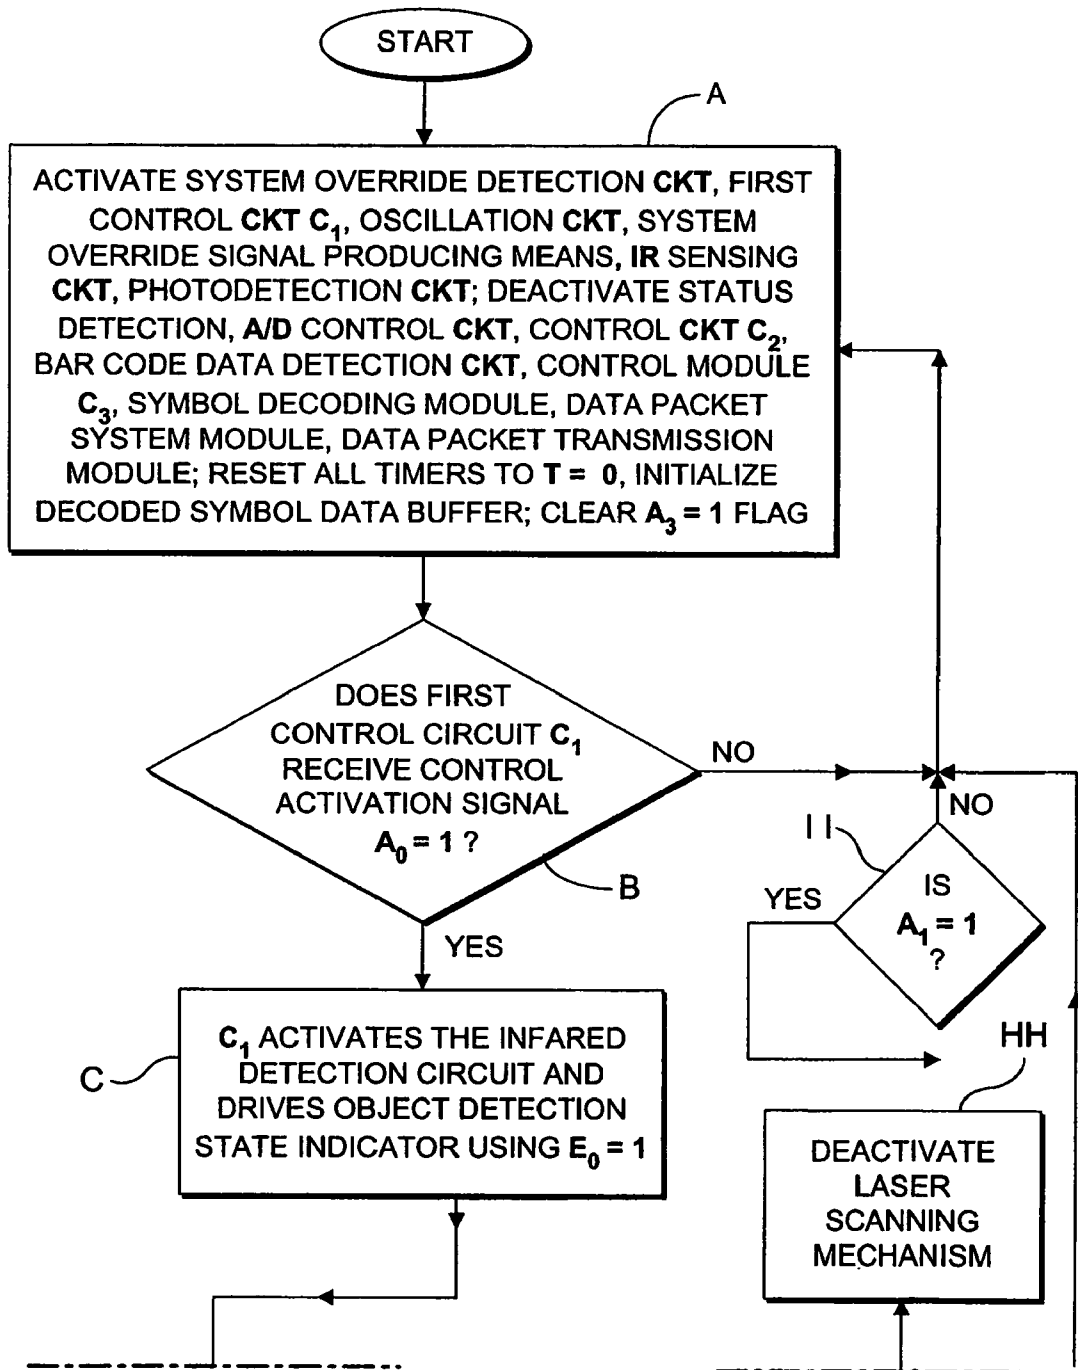 START
A
ACTIVATE SYSTEM OVERRIDE DETECTION CKT, FIRST
CONTROL CKT C1, OSCILLATION CKT, SYSTEM
OVERRIDE SIGNAL PRODUCING MEANS, IR SENSING
CKT, PHOTODETECTION CKT; DEACTIVATE STATUS
DETECTION, A/D CONTROL CKT, CONTROL CKT C2,
BAR CODE DATA DETECTION CKT, CONTROL MODULE
C3, SYMBOL DECODING MODULE, DATA PACKET
SYSTEM MODULE, DATA PACKET TRANSMISSION
MODULE; RESET ALL TIMERS TO T = 0, INITIALIZE
DECODED SYMBOL DATA BUFFER; CLEAR A3 = 1 FLAG
DOES FIRST
CONTROL CIRCUIT C1
RECEIVE CONTROL
ACTIVATION SIGNAL
A0 = 1 ?
NO
B
YES
NO
I I
YES
IS
A1 = 1
?
C
C1 ACTIVATES THE INFARED
DETECTION CIRCUIT AND
DRIVES OBJECT DETECTION
STATE INDICATOR USING E0 = 1
HH
DEACTIVATE
LASER
SCANNING
MECHANISM